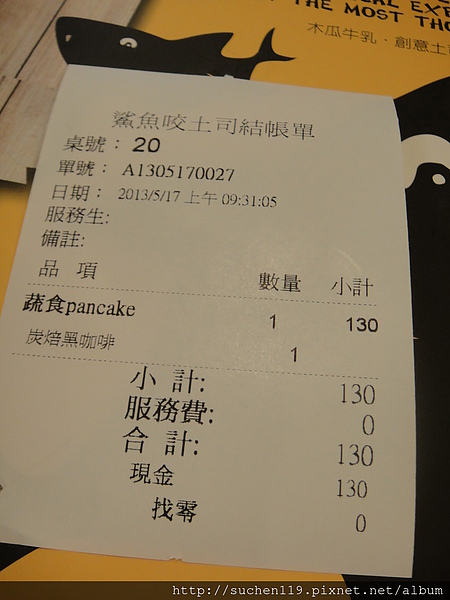 THE MOST THO
木瓜牛乳．創意土
鯊魚咬土司結帳單
桌號： 20
單號： A1305170027
日期： 2013/5/17 上午 09:31:05
服務生:
備註:
品 項 數量 小計
蔬食pancake 1 130
炭焙黑咖啡 1
小 計: 130
服務費: 0
合 計: 130
現金 130
找零 0
http://suchen119.pixnet.net/album